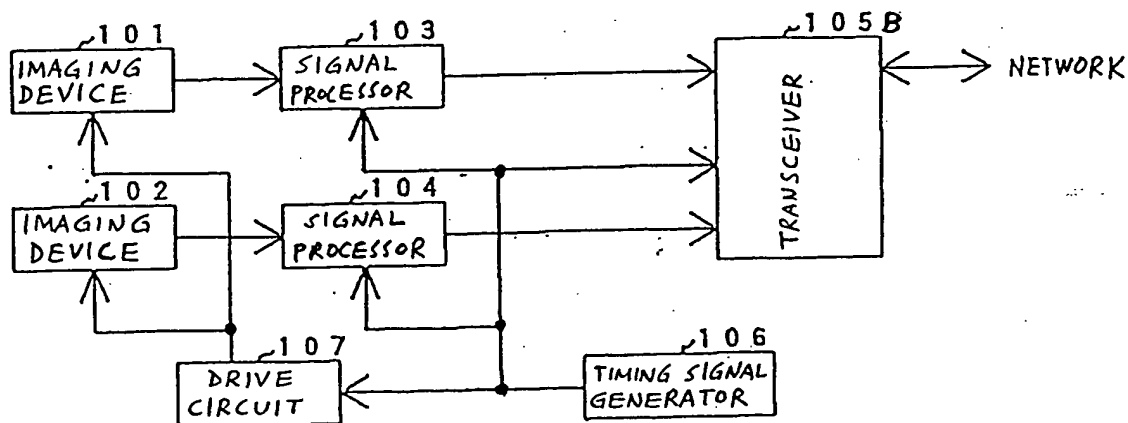 101
IMAGING
DEVICE
103
SIGNAL
PROCESSOR
105B
TRANSCEIVER
NETWORK
102
IMAGING
DEVICE
104
SIGNAL
PROCESSOR
107
DRIVE
CIRCUIT
106
TIMING SIGNAL
GENERATOR